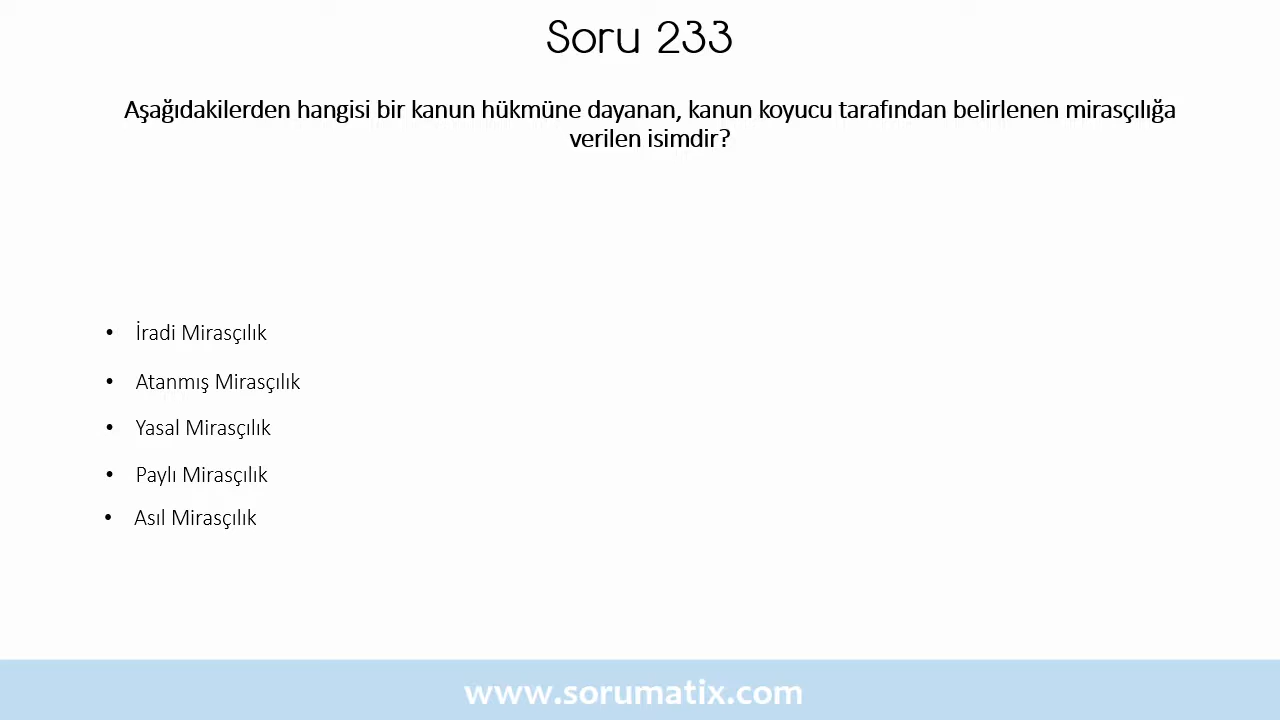 Soru 233
Aşağıdakilerden hangisi bir kanun hükmüne dayanan, kanun koyucu tarafından belirlenen mirasçılığa
verilen isimdir?
• İradi Mirasçılık
• Atanmış Mirasçılık
• Yasal Mirasçılık
• Paylı Mirasçılık
• Asıl Mirasçılık
www.sorumatix.com